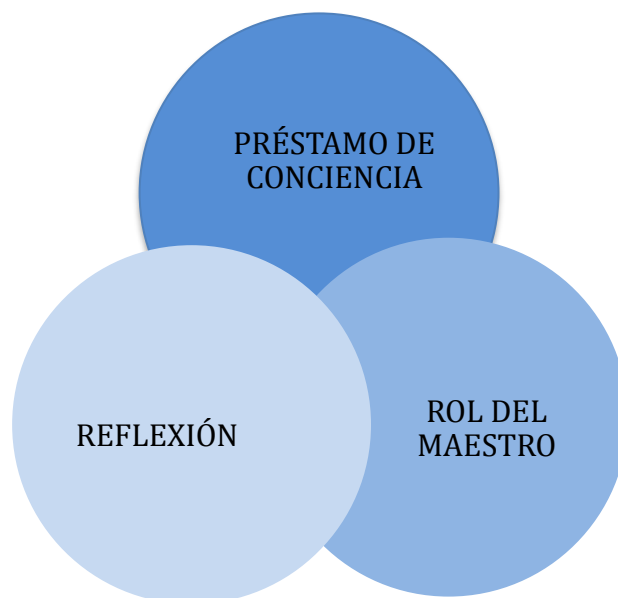 PRÉSTAMO DE
CONCIENCIA
REFLEXIÓN
ROL DEL
MAESTRO